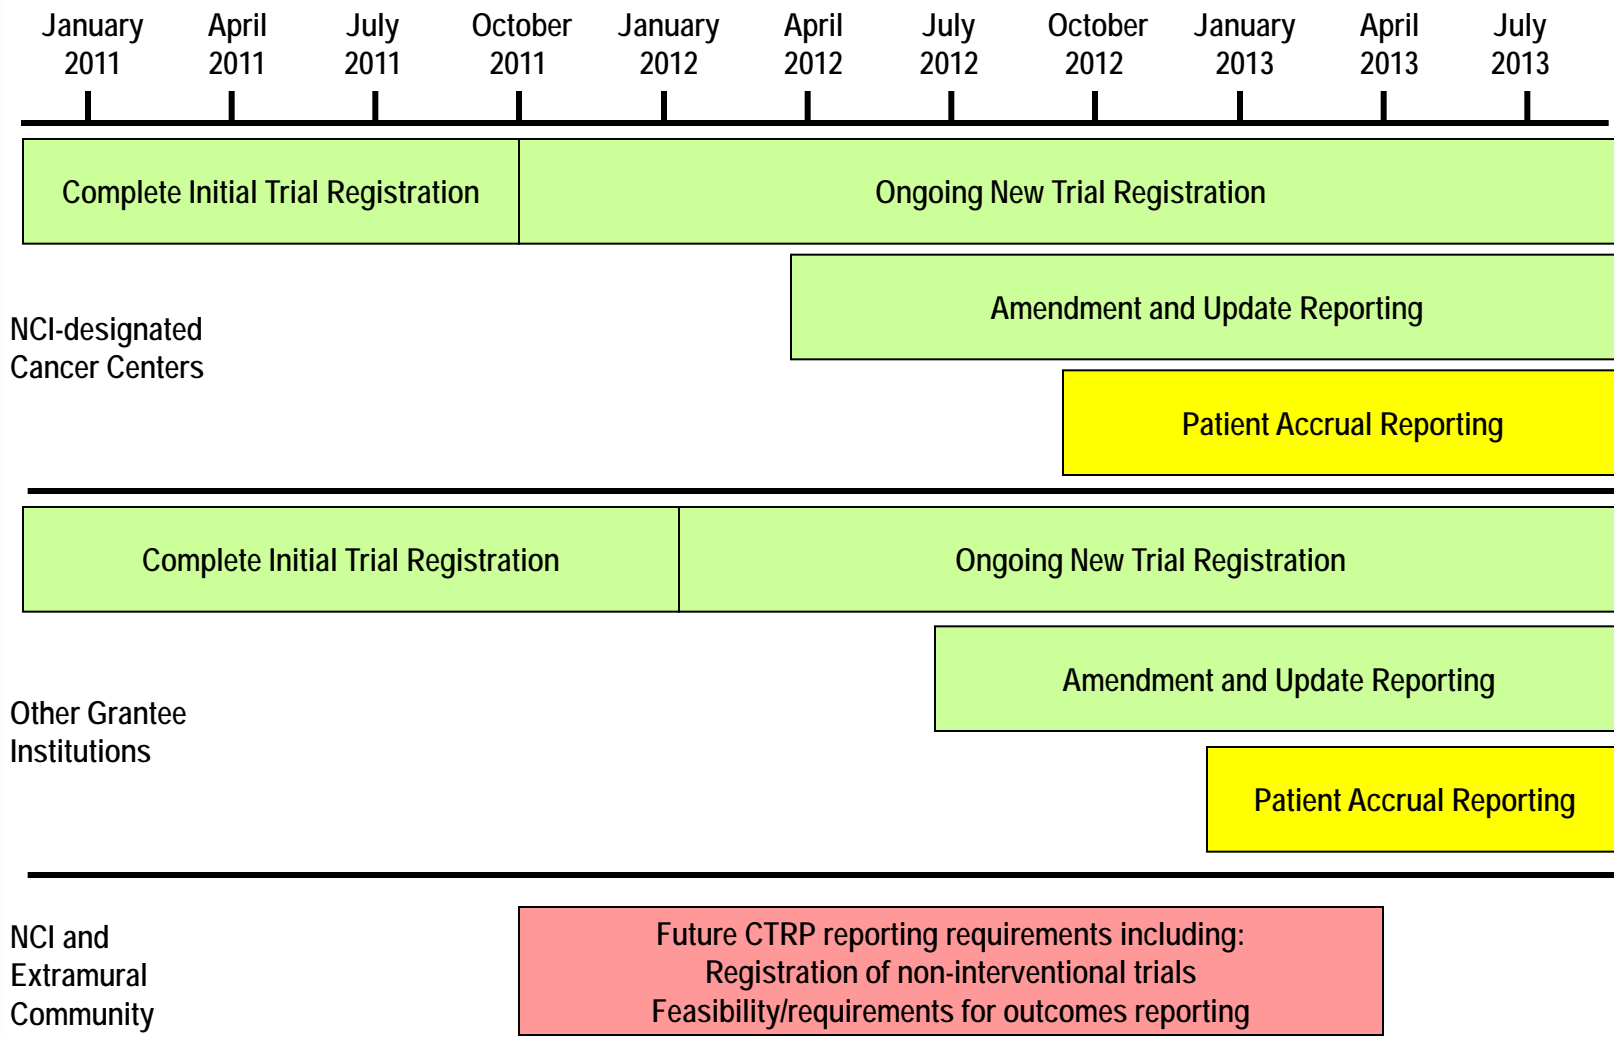 January April July October January April July October January April July
2011 2011 2011 2011 2012 2012 2012 2012 2013 2013 2013
Complete Initial Trial Registration
Ongoing New Trial Registration
Amendment and Update Reporting
NCI-designated
Cancer Centers
Patient Accrual Reporting
Complete Initial Trial Registration
Ongoing New Trial Registration
Amendment and Update Reporting
Other Grantee
Institutions
Patient Accrual Reporting
NCI and
Extramural
Community
Future CTRP reporting requirements including:
Registration of non-interventional trials
Feasibility/requirements for outcomes reporting